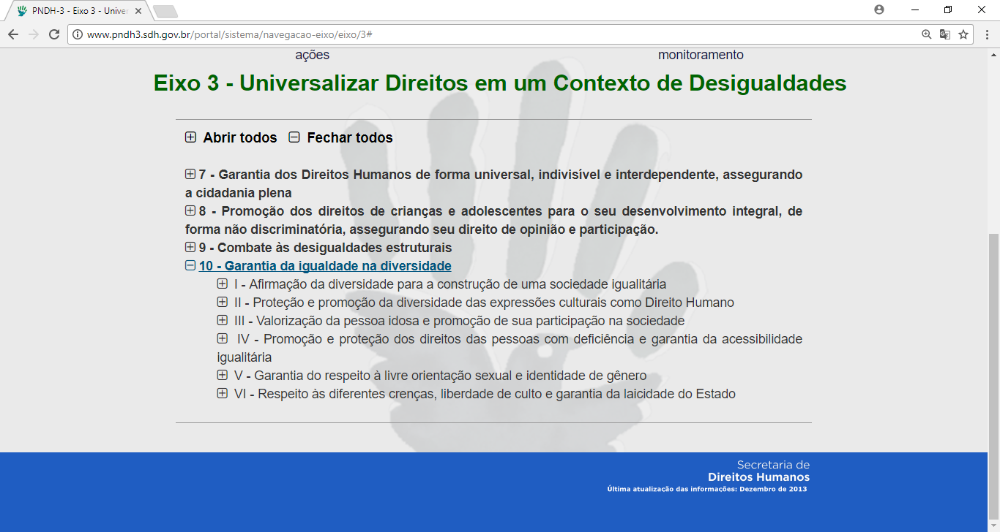 PNDH-3 - Eixo 3 - Univer
www.pndh3.sdh.gov.br/portal/sistema/navegacao-eixo/eixo/3#
ações
monitoramento
Eixo 3 - Universalizar Direitos em um Contexto de Desigualdades
Abrir todos Fechar todos
7 - Garantia dos Direitos Humanos de forma universal, indivisível e interdependente, assegurando
a cidadania plena
8 - Promoção dos direitos de crianças e adolescentes para o seu desenvolvimento integral, de
forma não discriminatória, assegurando seu direito de opinião e participação.
9 - Combate às desigualdades estruturais
10 - Garantia da igualdade na diversidade
I - Afirmação da diversidade para a construção de uma sociedade igualitária
II - Proteção e promoção da diversidade das expressões culturais como Direito Humano
III - Valorização da pessoa idosa e promoção de sua participação na sociedade
IV - Promoção e proteção dos direitos das pessoas com deficiência e garantia da acessibilidade
igualitária
V - Garantia do respeito à livre orientação sexual e identidade de gênero
VI - Respeito às diferentes crenças, liberdade de culto e garantia da laicidade do Estado
Secretaria de
Direitos Humanos
Última atualização das informações: Dezembro de 2013